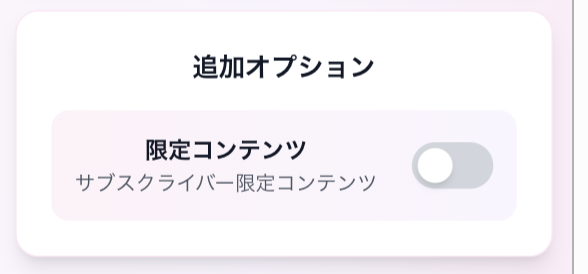 追加オプション
限定コンテンツ
サブスクライバー限定コンテンツ